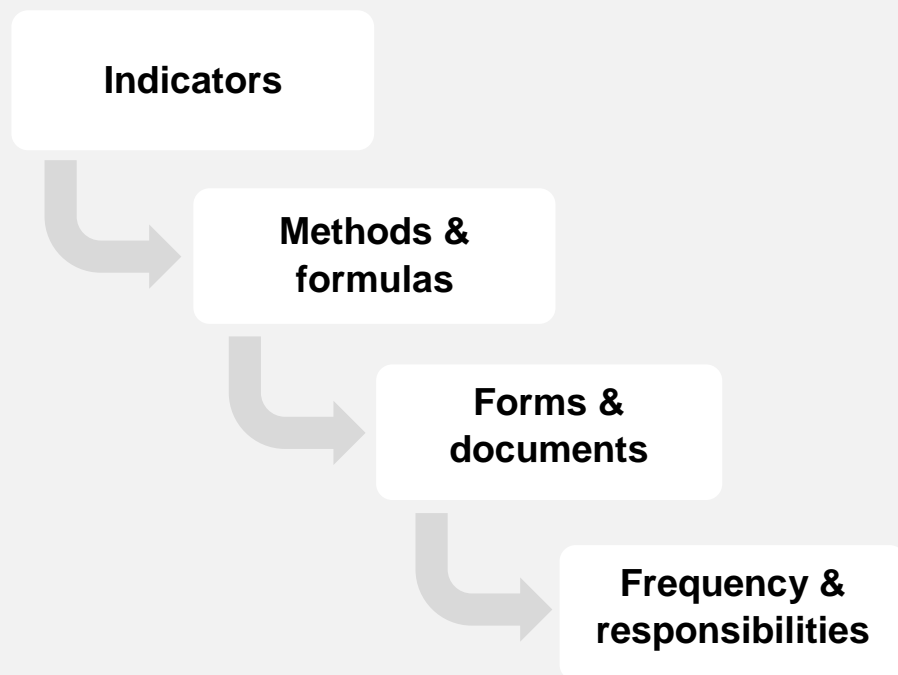 Indicators
Methods &
formulas
Forms &
documents
Frequency &
responsibilities